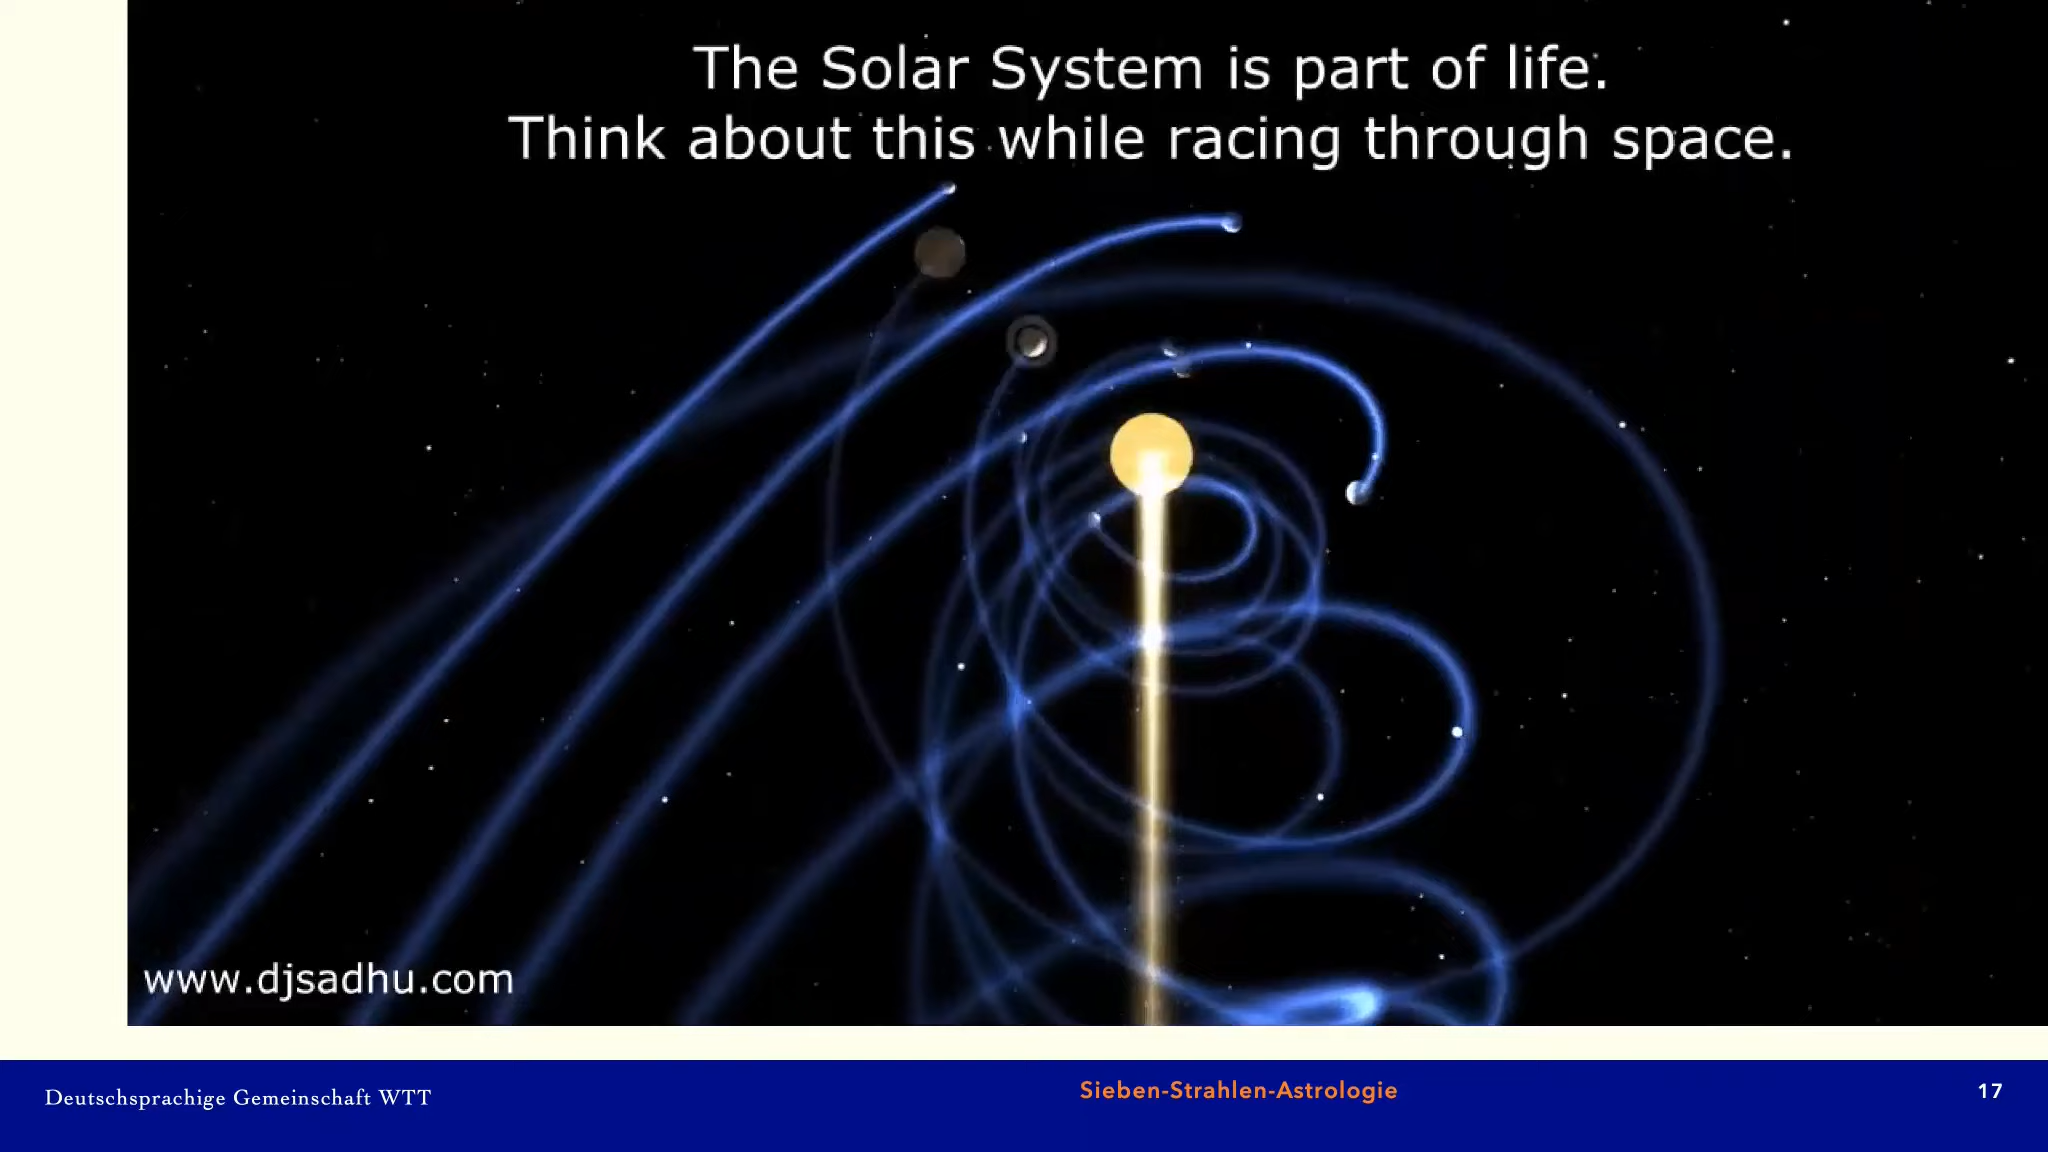 The Solar System is part of life.
Think about this while racing through space.
www.djsadhu.com
Deutschsprachige Gemeinschaft WTT
Sieben-Strahlen-Astrologie
17